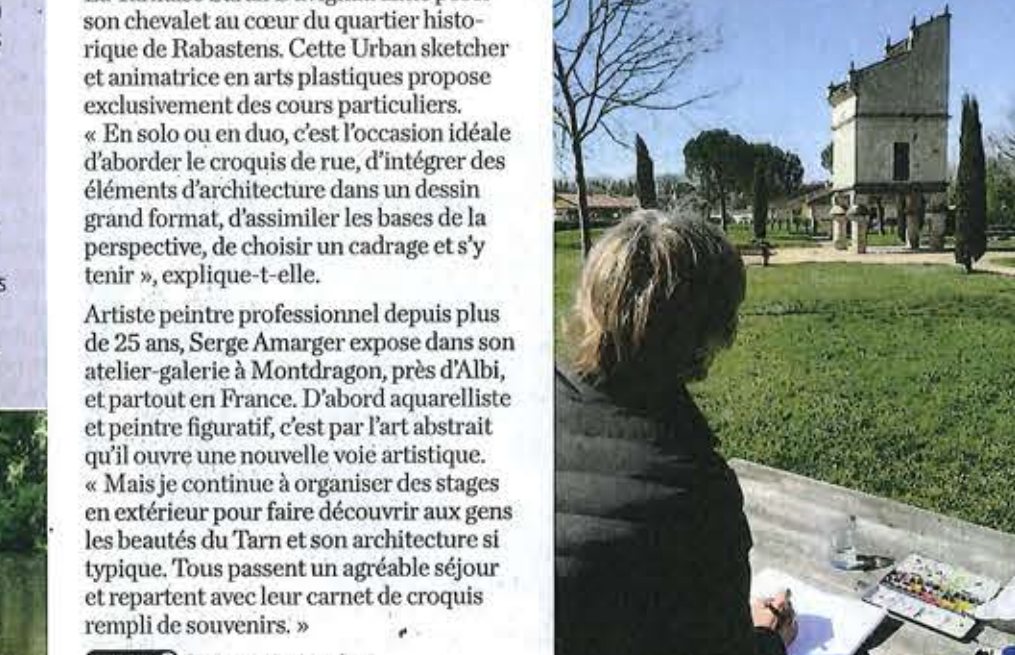 son chevalet au cœur du quartier histo-
rique de Rabastens. Cette Urban sketcher
et animatrice en arts plastiques propose
exclusivement des cours particuliers.
« En solo ou en duo, c’est l’occasion idéale
d’aborder le croquis de rue, d’intégrer des
éléments d’architecture dans un dessin
grand format, d’assimiler les bases de la
perspective, de choisir un cadrage et s’y
tenir », explique-t-elle.
Artiste peintre professionnel depuis plus
de 25 ans, Serge Amarger expose dans son
atelier-galerie à Montdragon, près d’Albi,
et partout en France. D’abord aquarelliste
et peintre figuratif, c’est par l’art abstrait
qu’il ouvre une nouvelle voie artistique.
« Mais je continue à organiser des stages
en extérieur pour faire découvrir aux gens
les beautés du Tarn et son architecture si
typique. Tous passent un agréable séjour
et repartent avec leur carnet de croquis
rempli de souvenirs. »